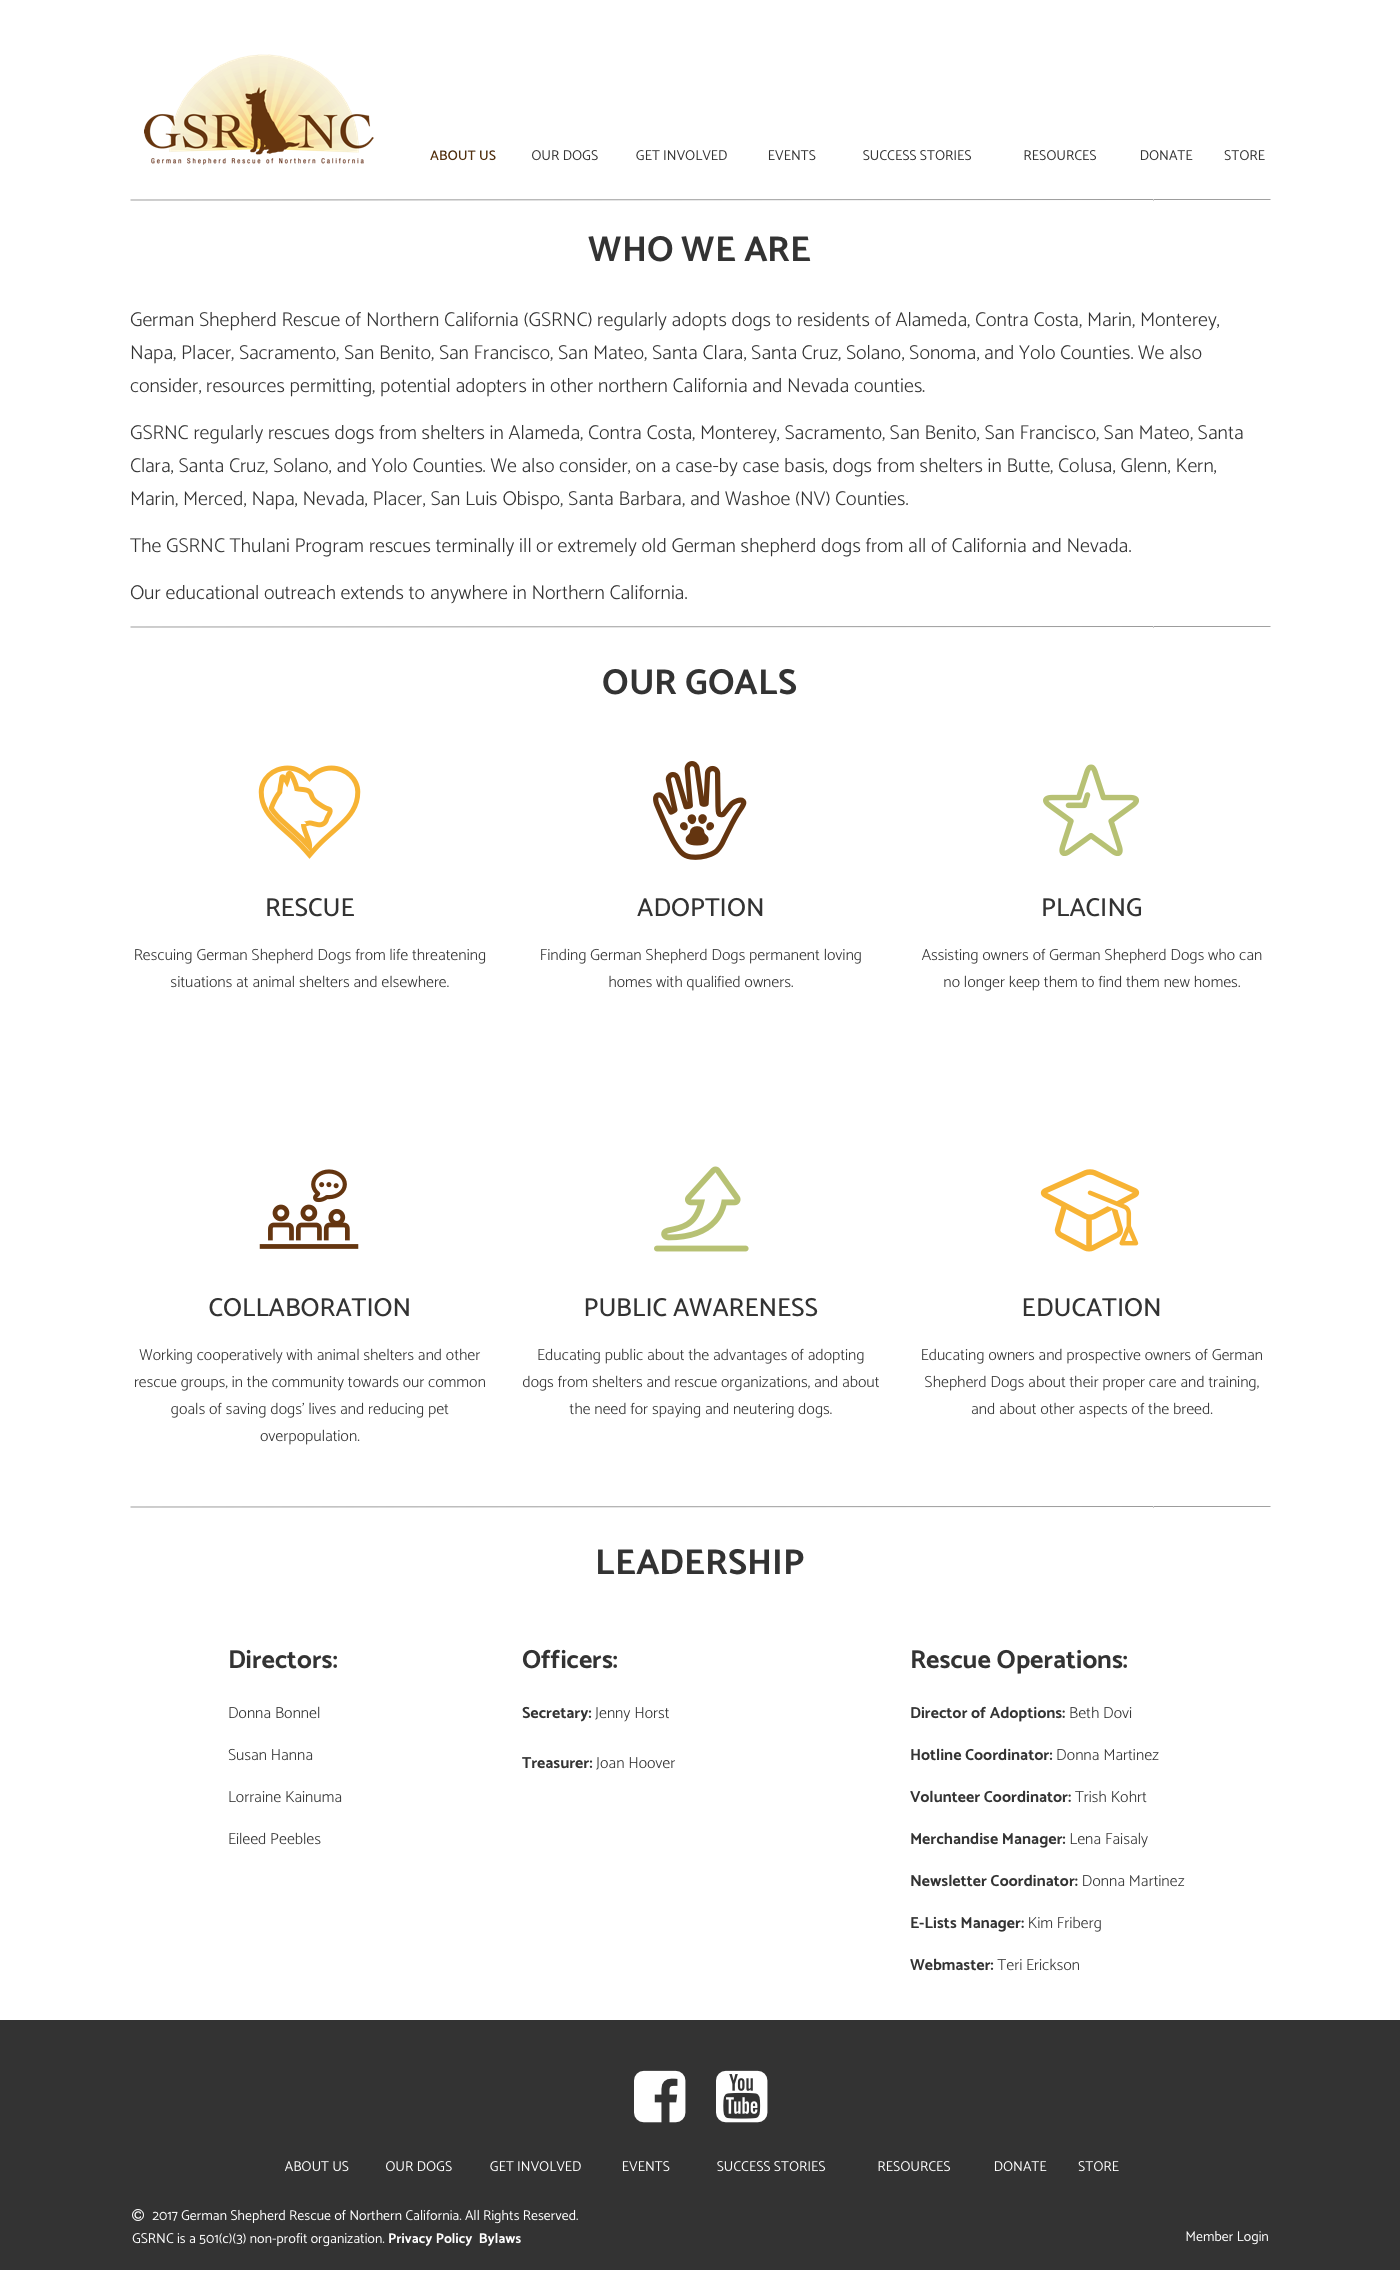 GSRNC
German Shepherd Rescue of Northern California
ABOUT US OUR DOGS GET INVOLVED EVENTS SUCCESS STORIES RESOURCES DONATE STORE
WHO WE ARE
German Shepherd Rescue of Northern California (GSRNC) regularly adopts dogs to residents of Alameda, Contra Costa, Marin, Monterey,
Napa, Placer, Sacramento, San Benito, San Francisco, San Mateo, Santa Clara, Santa Cruz, Solano, Sonoma, and Yolo Counties. We also
consider, resources permitting, potential adopters in other northern California and Nevada counties.
GSRNC regularly rescues dogs from shelters in Alameda, Contra Costa, Monterey, Sacramento, San Benito, San Francisco, San Mateo, Santa
Clara, Santa Cruz, Solano, and Yolo Counties. We also consider, on a case-by case basis, dogs from shelters in Butte, Colusa, Glenn, Kern,
Marin, Merced, Napa, Nevada, Placer, San Luis Obispo, Santa Barbara, and Washoe (NV) Counties.
The GSRNC Thulani Program rescues terminally ill or extremely old German shepherd dogs from all of California and Nevada.
Our educational outreach extends to anywhere in Northern California.
OUR GOALS
RESCUE
Rescuing German Shepherd Dogs from life threatening
situations at animal shelters and elsewhere.
ADOPTION
Finding German Shepherd Dogs permanent loving
homes with qualified owners.
PLACING
Assisting owners of German Shepherd Dogs who can
no longer keep them to find them new homes.
COLLABORATION
Working cooperatively with animal shelters and other
rescue groups, in the community towards our common
goals of saving dogs' lives and reducing pet
overpopulation.
PUBLIC AWARENESS
Educating public about the advantages of adopting
dogs from shelters and rescue organizations, and about
the need for spaying and neutering dogs.
EDUCATION
Educating owners and prospective owners of German
Shepherd Dogs about their proper care and training,
and about other aspects of the breed.
LEADERSHIP
Directors:
Donna Bonnel
Susan Hanna
Lorraine Kainuma
Eileed Peebles
Officers:
Secretary: Jenny Horst
Treasurer: Joan Hoover
Rescue Operations:
Director of Adoptions: Beth Dovi
Hotline Coordinator: Donna Martinez
Volunteer Coordinator: Trish Kohrt
Merchandise Manager: Lena Faisaly
Newsletter Coordinator: Donna Martinez
E-Lists Manager: Kim Friberg
Webmaster: Teri Erickson
f
You
Tube
ABOUT US OUR DOGS GET INVOLVED EVENTS SUCCESS STORIES RESOURCES DONATE STORE
© 2017 German Shepherd Rescue of Northern California. All Rights Reserved.
GSRNC is a 501(c)(3) non-profit organization. Privacy Policy Bylaws
Member Login